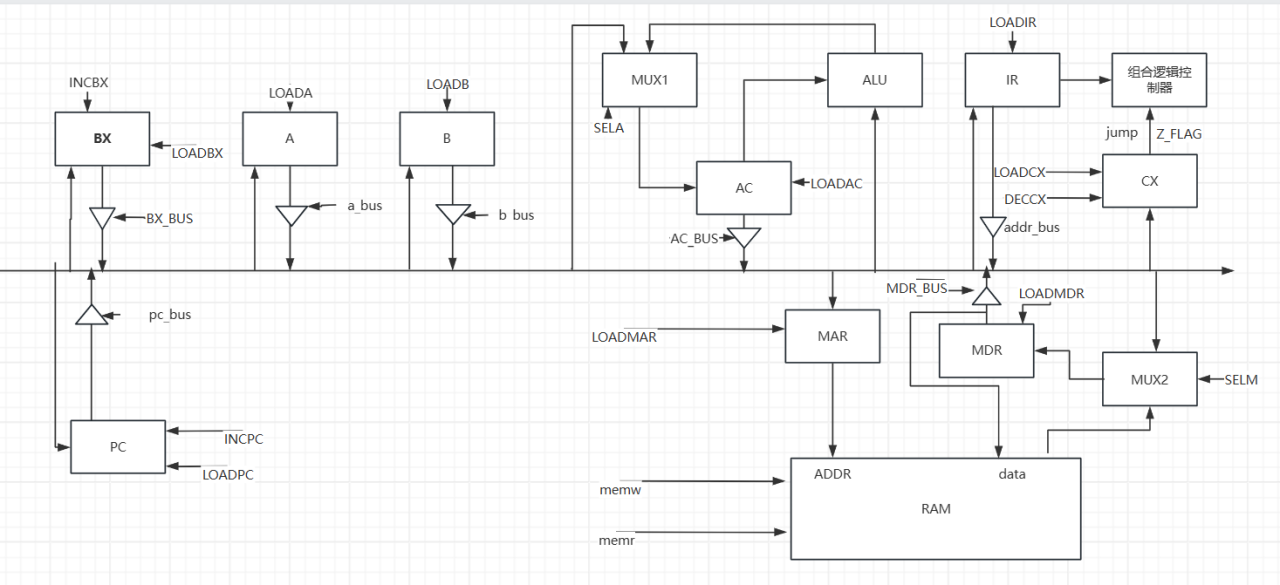 LOADIR
MUX1
ALU
IR
组合逻辑控
制器
INCBX
LOADA
LOADB
BX
A
B
SELA
jump
Z_FLAG
LOADBX
LOADCX
CX
AC
LOADAC
DECCX
BX_BUS
a_bus
b bus
AC_BUS
addr_bus
MDR_BUS
LOADMDR
pc_bus
LOADMAR
MAR
MDR
MUX2
SELM
PC
INCPC
LOADPC
ADDR
data
memw
RAM
memr